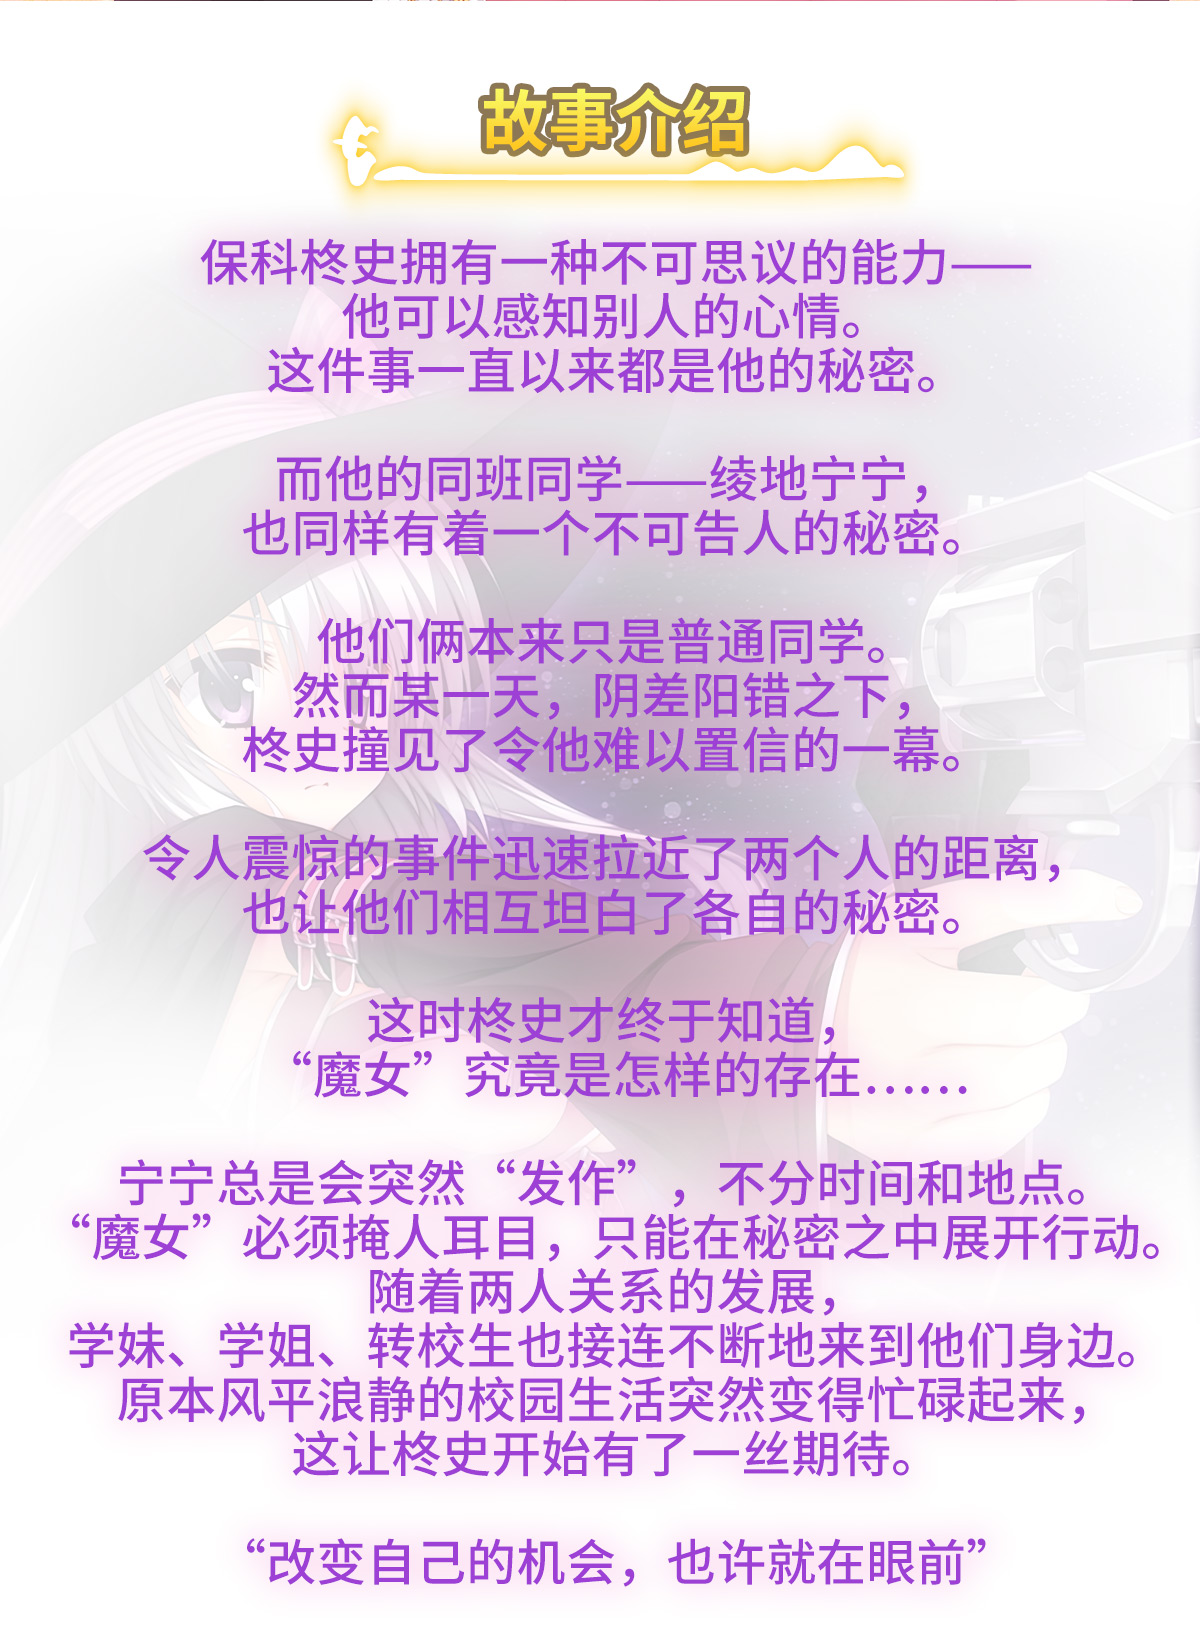 故事介绍
保科柊史拥有一种不可思议的能力——
他可以感知别人的心情。
这件事一直以来都是他的秘密。
而他的同班同学——绫地宁宁，
也同样有着一个不可告人的秘密。
他们俩本来只是普通同学。
然而某一天，阴差阳错之下，
柊史撞见了令他难以置信的一幕。
令人震惊的事件迅速拉近了两个人的距离，
也让他们相互坦白了各自的秘密。
这时柊史才终于知道，
“魔女”究竟是怎样的存在……
宁宁总是会突然“发作”，不分时间和地点。
“魔女”必须掩人耳目，只能在秘密之中展开行动。
随着两人关系的发展，
学妹、学姐、转校生也接连不断地来到他们身边。
原本风平浪静的校园生活突然变得忙碌起来，
这让柊史开始有了一丝期待。
“改变自己的机会，也许就在眼前”